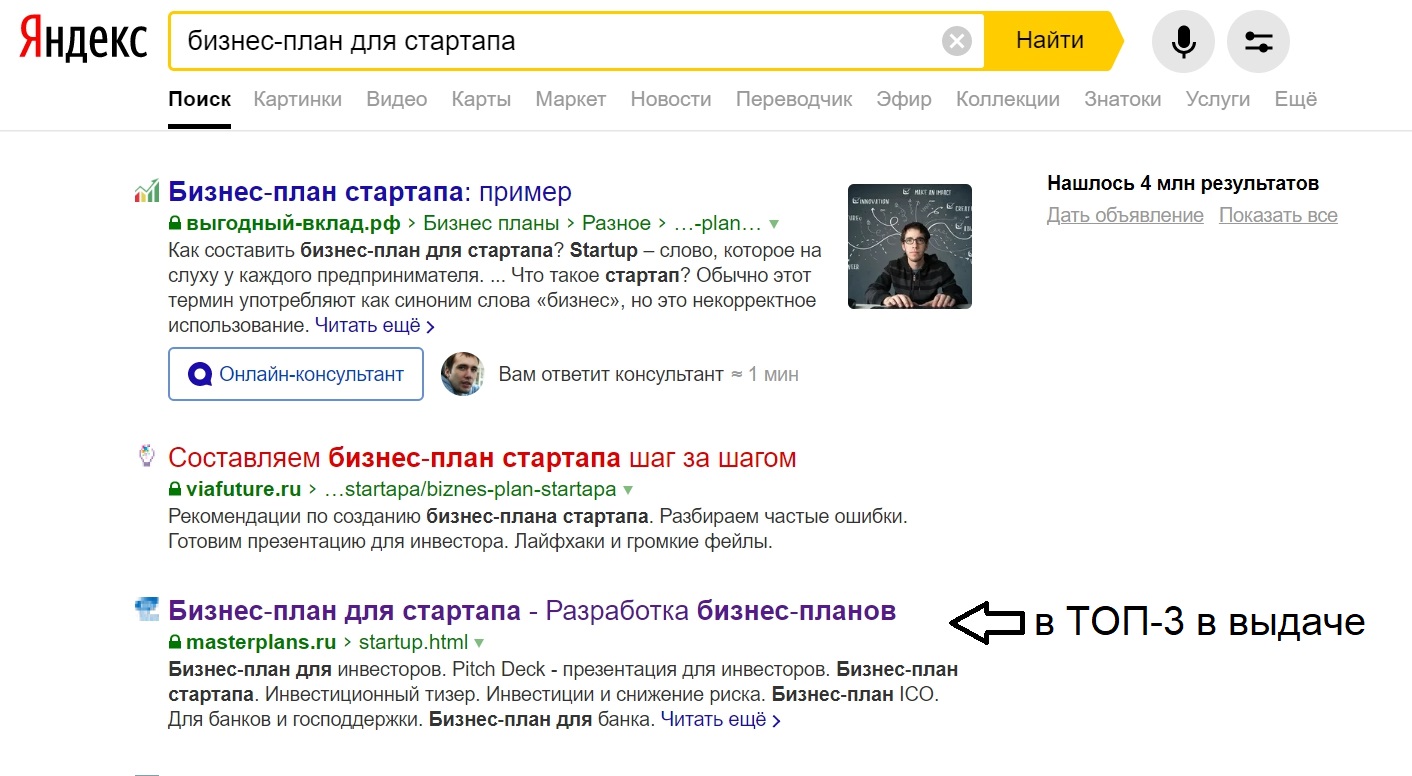 Яндекс
бизнес-план для стартапа
Найти
Поиск Картинки Видео Карты Маркет Новости Переводчик Эфир Коллекции Знатоки Услуги Ещё
Бизнес-план стартапа: пример
выгодный-вклад.рф › Бизнес планы › Разное › …-plan…
Как составить бизнес-план для стартапа? Startup – слово, которое на
слуху у каждого предпринимателя. ... Что такое стартап? Обычно этот
термин употребляют как синоним слова «бизнес», но это некорректное
использование. Читать ещё ›
Онлайн-консультант
Вам ответит консультант ≈ 1 мин
MAKE AN IMPACT
INNOVATION
Нашлось 4 млн результатов
Дать объявление Показать все
Составляем бизнес-план стартапа шаг за шагом
viafuture.ru › …startapa/biznes-plan-startapa
Рекомендации по созданию бизнес-плана стартапа. Разбираем частые ошибки.
Готовим презентацию для инвестора. Лайфхаки и громкие фейлы.
Бизнес-план для стартапа - Разработка бизнес-планов
masterplans.ru › startup.html
Бизнес-план для инвесторов. Pitch Deck - презентация для инвесторов. Бизнес-план
стартапа. Инвестиционный тизер. Инвестиции и снижение риска. Бизнес-план ICO.
Для банков и господдержки. Бизнес-план для банка. Читать ещё ›
в ТОП-3 в выдаче